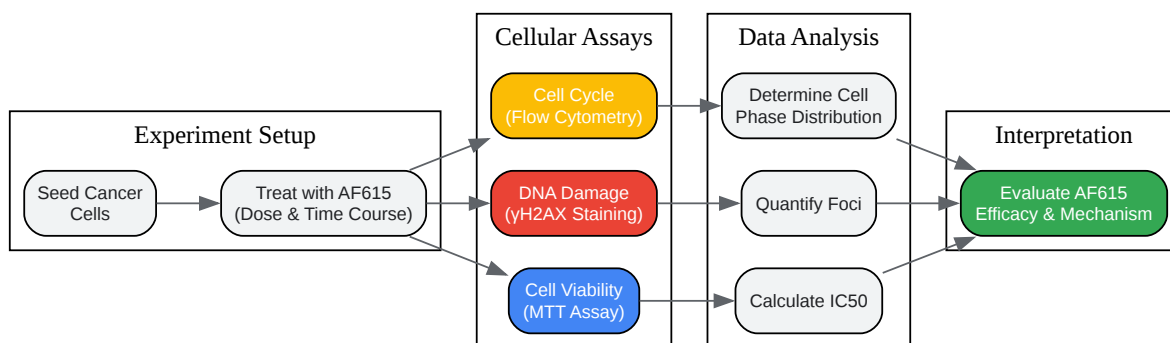 Experiment Setup
Seed Cancer
Cells
Treat with AF615
(Dose & Time Course)
Cellular Assays
Cell Cycle
(Flow Cytometry)
DNA Damage
(γH2AX Staining)
Cell Viability
(MTT Assay)
Data Analysis
Determine Cell
Phase Distribution
Quantify Foci
Calculate IC50
Interpretation
Evaluate AF615
Efficacy & Mechanism